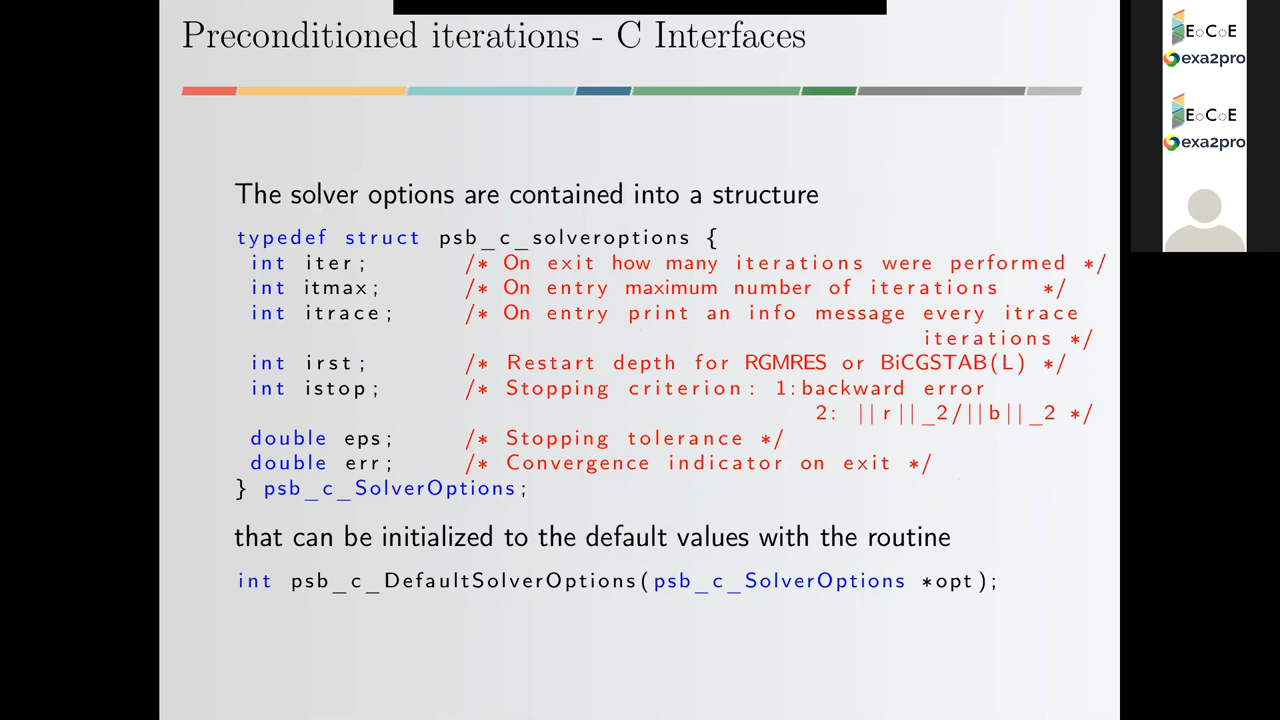 Preconditioned iterations - C Interfaces
The solver options are contained into a structure
typedef struct psb_c_solveroptions {
int iter; /* On exit how many iterations were performed */
int itmax; /* On entry maximum number of iterations */
int itrace; /* On entry print an info message every itrace
iterations */
int irst; /* Restart depth for RGMRES or BiCGSTAB(L) */
int istop; /* Stopping criterion: 1:backward error
2: ||r||_2/||b||_2 */
double eps; /* Stopping tolerance */
double err; /* Convergence indicator on exit */
} psb_c_SolverOptions;
that can be initialized to the default values with the routine
int psb_c_DefaultSolverOptions(psb_c_SolverOptions *opt);
EoCoE
exa2pro
EoCoE
exa2pro